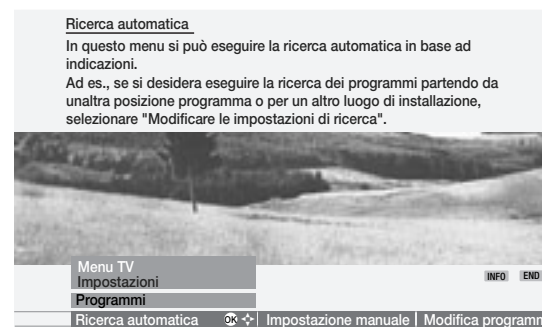 Ricerca automatica
In questo menu si può eseguire la ricerca automatica in base ad
indicazioni.
Ad es., se si desidera eseguire la ricerca dei programmi partendo da
unaltra posizione programma o per un altro luogo di installazione,
selezionare "Modificare le impostazioni di ricerca".
Menu TV
Impostazioni
INFO END
Programmi
Ricerca automatica OK Impostazione manuale Modifica programm